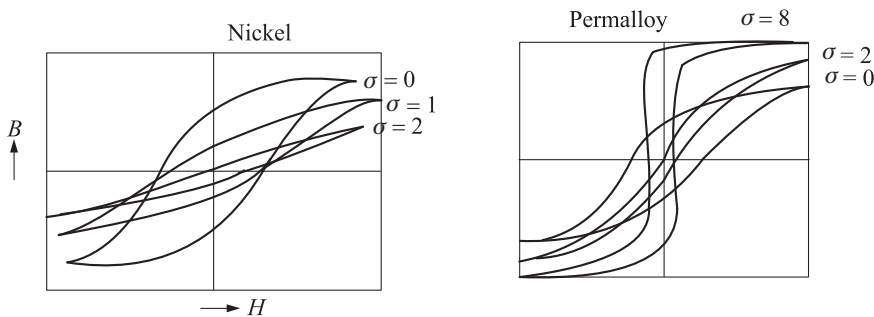 Nickel
σ = 0
σ = 1
σ = 2
B
H
Permalloy
σ = 8
σ = 2
σ = 0